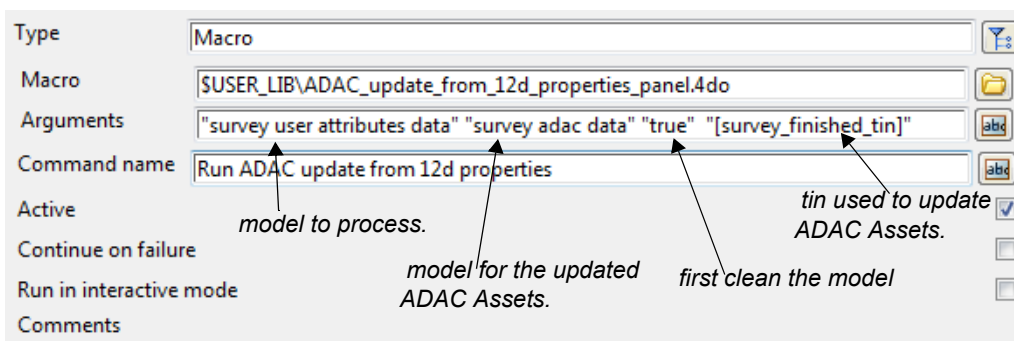 Type Macro
Macro $USER_LIB\ADAC_update_from_12d_properties_panel.4do
Arguments "survey user attributes data" "survey adac data" "true" "[survey_finished_tin]" abc
Command name Run ADAC update from 12d properties abc
Active
model to process.
tin used to update
ADAC Assets.
Continue on failure
model for the updated
ADAC Assets.
first clean the model
Run in interactive mode
Comments